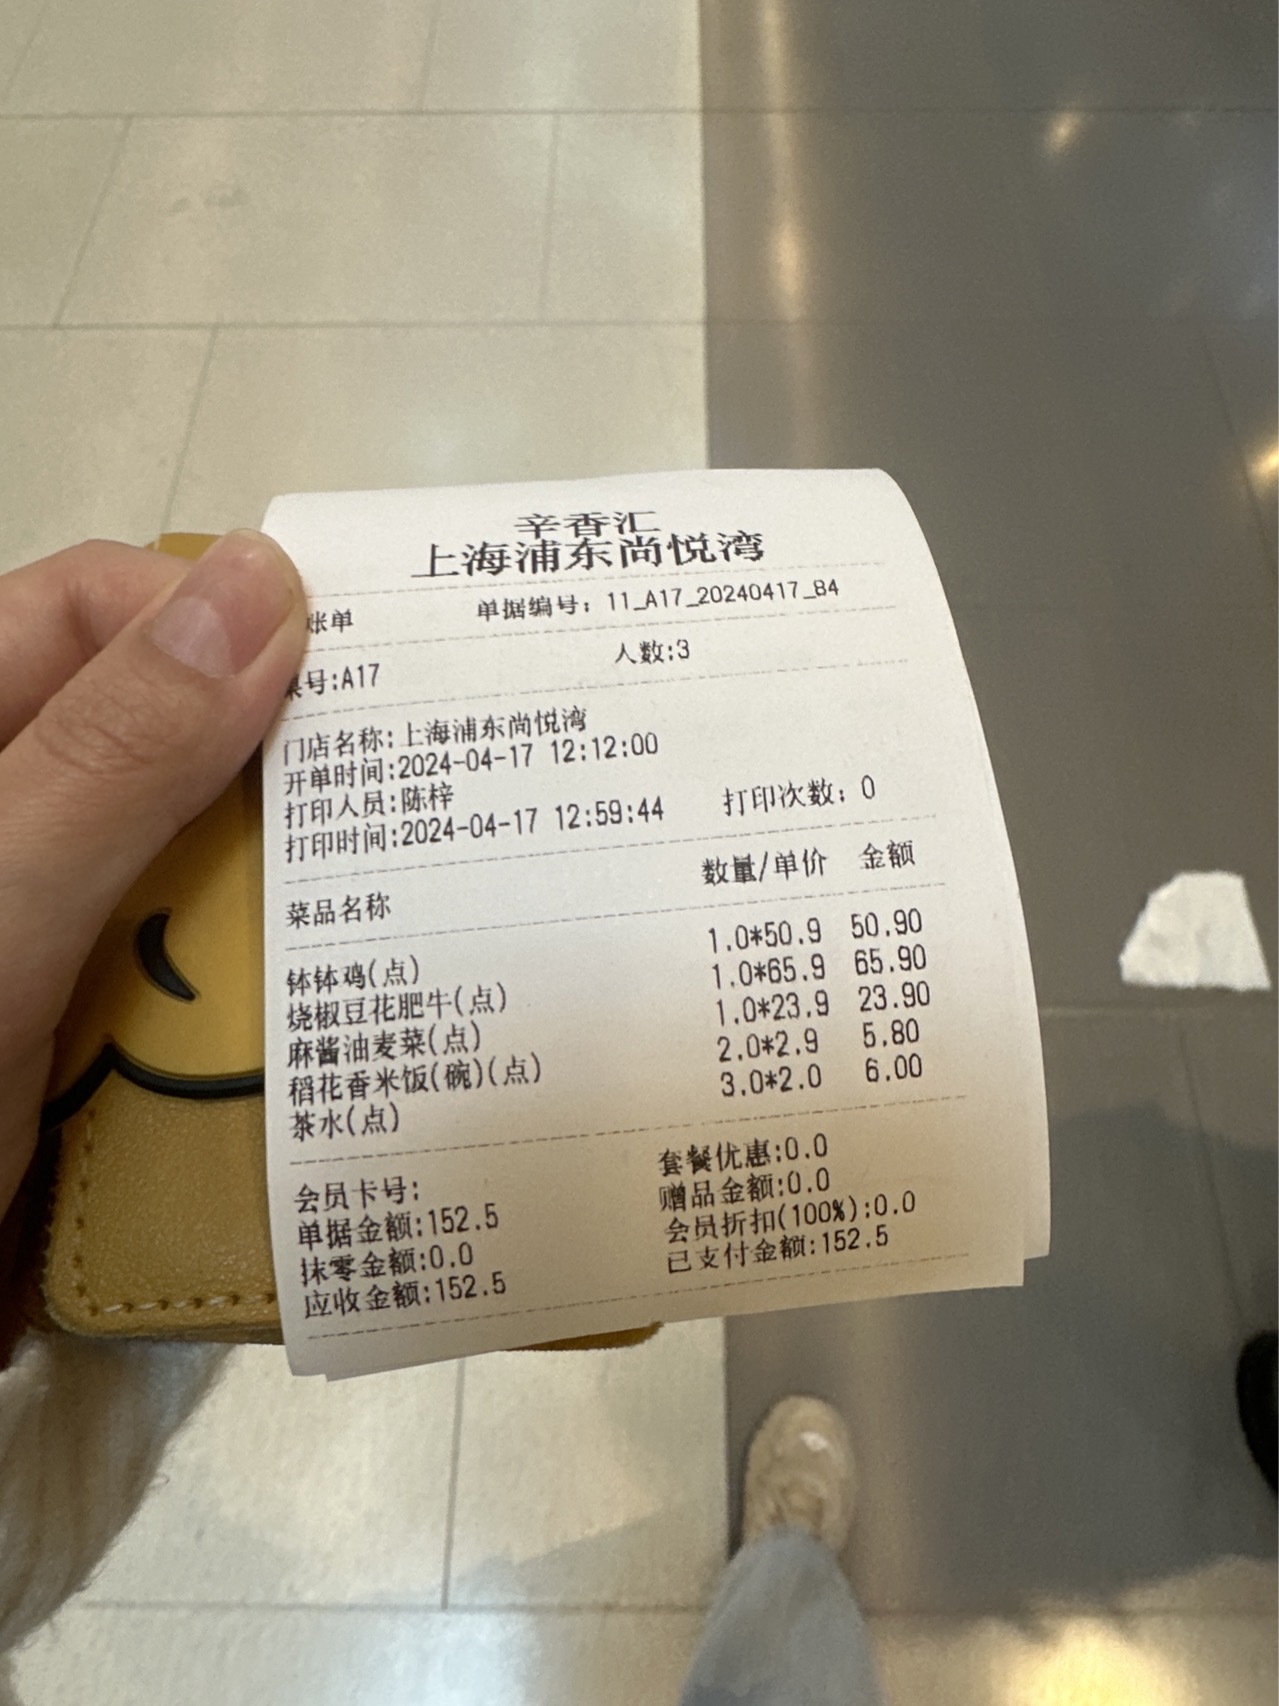 辛香汇
上海浦东尚悦湾
账单 单据编号：11_A17_20240417_84
桌号:A17 人数:3
门店名称:上海浦东尚悦湾
开单时间:2024-04-17 12:12:00
打印人员:陈梓
打印时间:2024-04-17 12:59:44 打印次数：0
菜品名称 数量/单价 金额
钵钵鸡(点) 1.0*50.9 50.90
烧椒豆花肥牛(点) 1.0*65.9 65.90
麻酱油麦菜(点) 1.0*23.9 23.90
稻花香米饭(碗)(点) 2.0*2.9 5.80
茶水(点) 3.0*2.0 6.00
会员卡号: 套餐优惠:0.0
单据金额:152.5 赠品金额:0.0
抹零金额:0.0 会员折扣(100%):0.0
应收金额:152.5 已支付金额:152.5